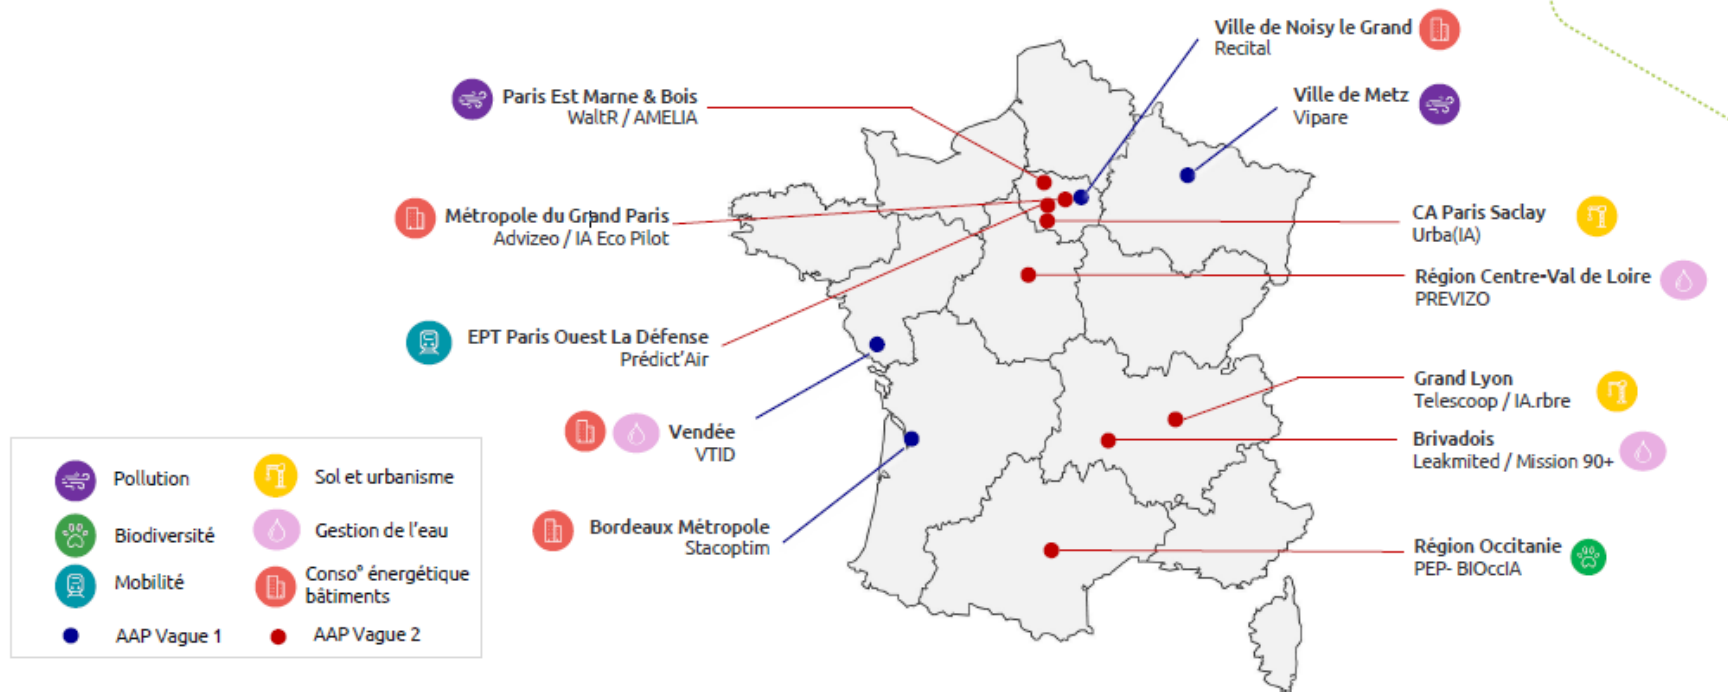 Ville de Noisy le Grand
Recital
Paris Est Marne & Bois
WaltR / AMELIA
Ville de Metz
Vipare
Métropole du Grand Paris
Advizeo / IA Eco Pilot
CA Paris Saclay
Urba(IA)
Région Centre-Val de Loire
PREVIZO
EPT Paris Ouest La Défense
Prédict’Air
Grand Lyon
Telescoop / IA.rbre
Vendée
VTID
Brivadois
Leakmited / Mission 90+
Bordeaux Métropole
Stacoptim
Région Occitanie
PEP- BIOccIA
Pollution
Sol et urbanisme
Biodiversité
Gestion de l’eau
Mobilité
Conso° énergétique
bâtiments
AAP Vague 1
AAP Vague 2